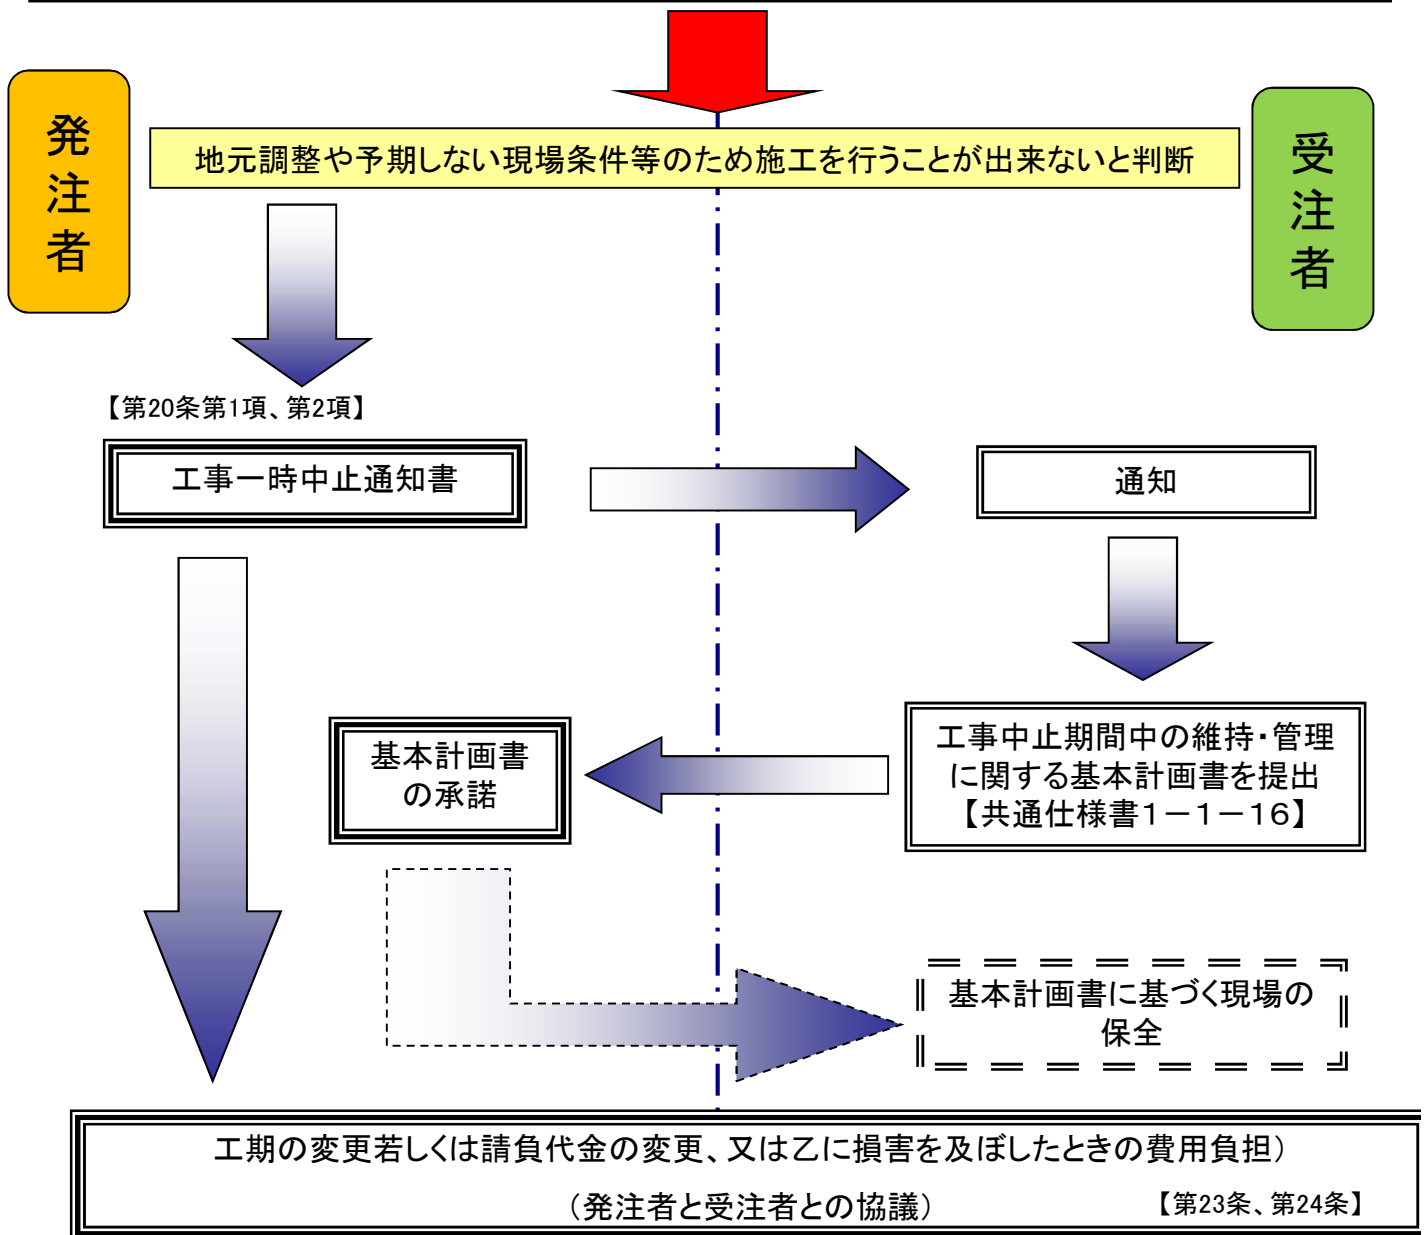 発注者
受注者
地元調整や予期しない現場条件等のため施工を行うことが出来ないと判断
【第20条第1項、第2項】
工事一時中止通知書
通知
工事中止期間中の維持・管理
に関する基本計画書を提出
【共通仕様書1－1－16】
基本計画書
の承諾
基本計画書に基づく現場の
保全
工期の変更若しくは請負代金の変更、又は乙に損害を及ぼしたときの費用負担）
（発注者と受注者との協議）
【第23条、第24条】